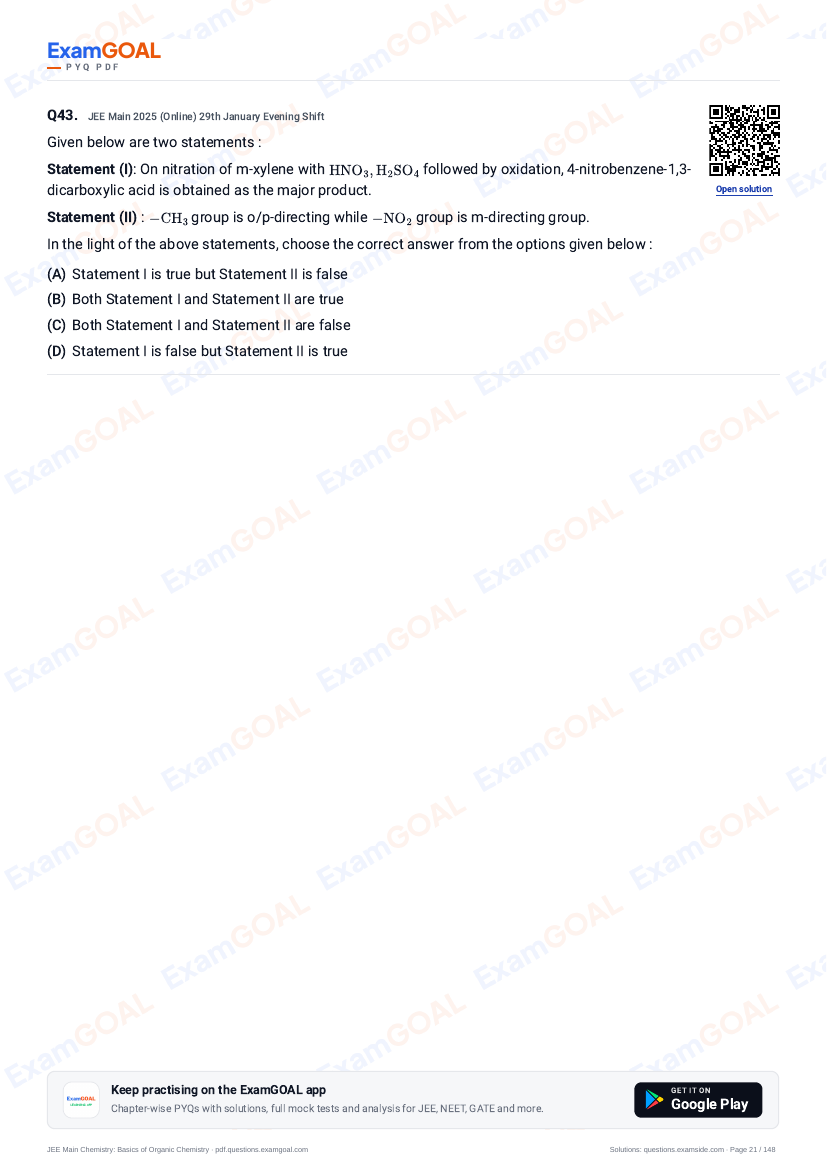 ExamGOAL
PYQ PDF
Q43. JEE Main 2025 (Online) 29th January Evening Shift
Given below are two statements :
Statement (I): On nitration of m-xylene with HNO₃, H₂SO₄ followed by oxidation, 4-nitrobenzene-1,3-
dicarboxylic acid is obtained as the major product.
Open solution
Statement (II) : −CH₃ group is o/p-directing while −NO₂ group is m-directing group.
In the light of the above statements, choose the correct answer from the options given below :
(A) Statement I is true but Statement II is false
(B) Both Statement I and Statement II are true
(C) Both Statement I and Statement II are false
(D) Statement I is false but Statement II is true
Keep practising on the ExamGOAL app
Chapter-wise PYQs with solutions, full mock tests and analysis for JEE, NEET, GATE and more.
GET IT ON
Google Play
JEE Main Chemistry: Basics of Organic Chemistry · pdf.questions.examgoal.com
Solutions: questions.examside.com · Page 21 / 148